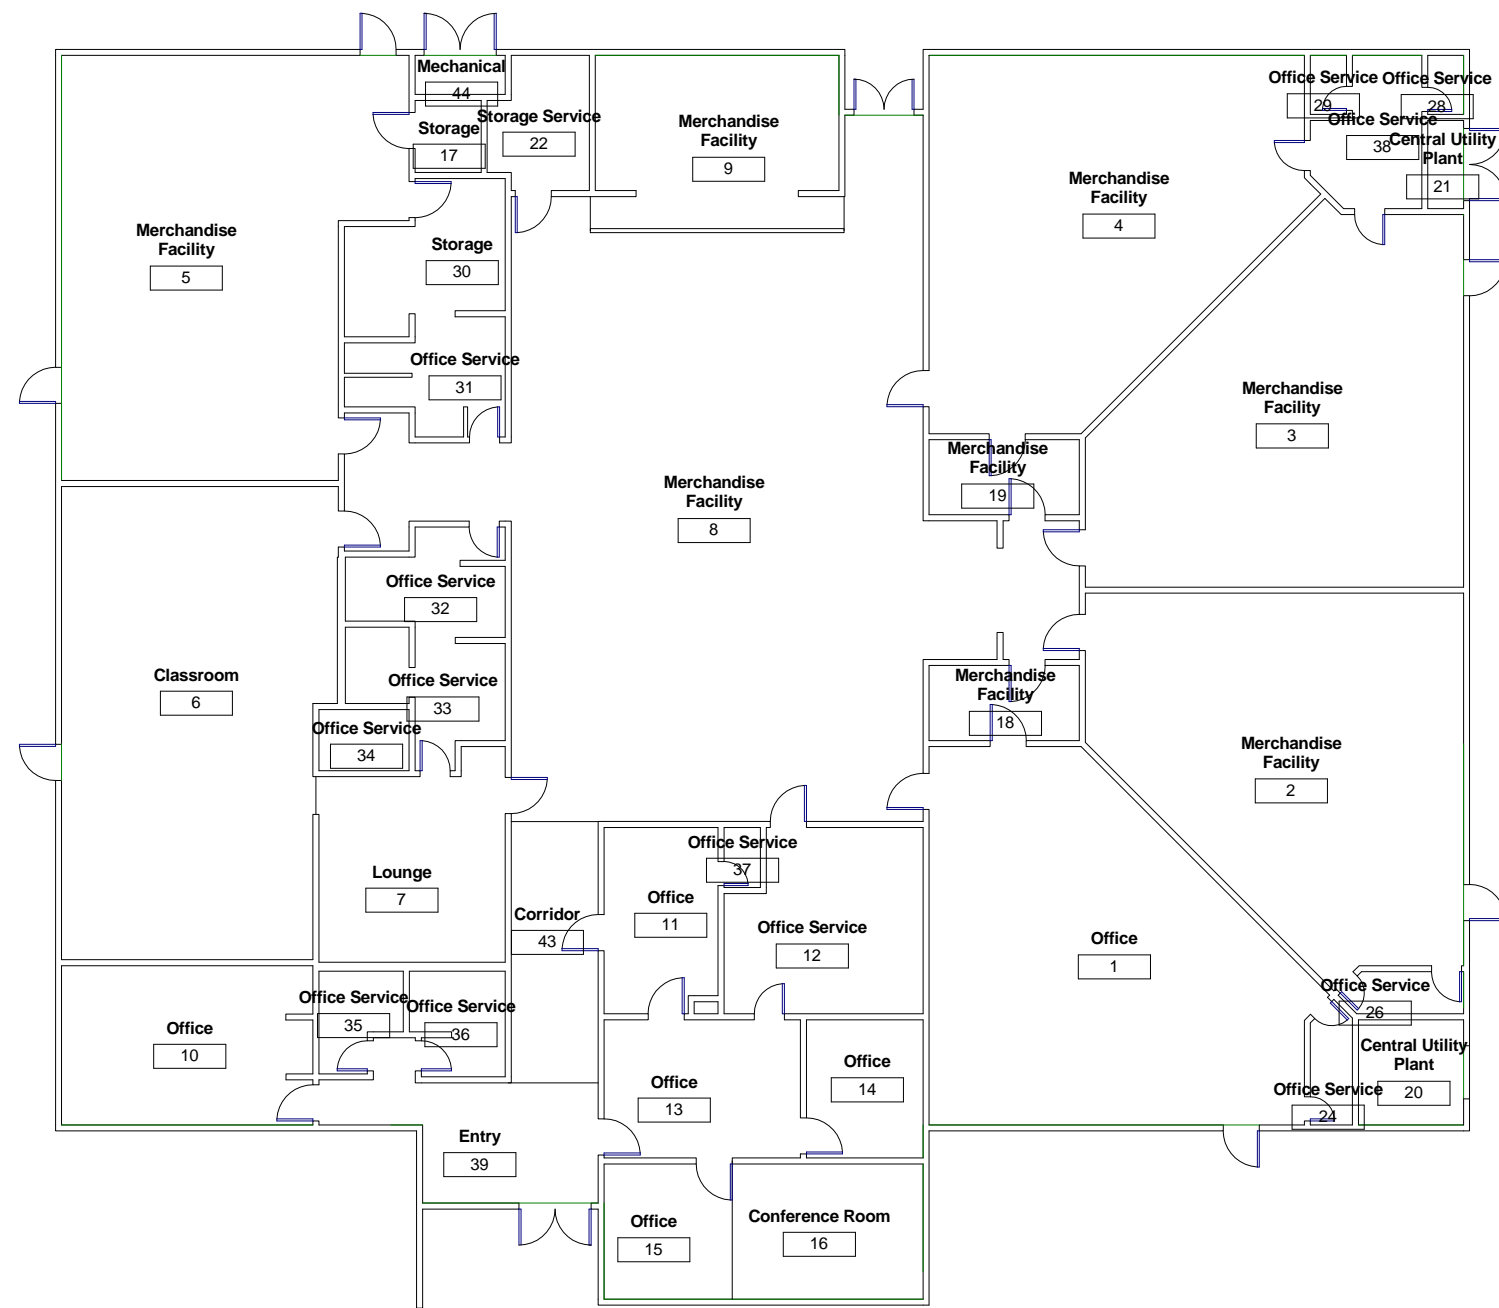 Mechanical
44
Storage
17
Storage Service
22
Merchandise
Facility
9
Office Service
29
Office Service
28
Office Service
38
Central Utility
Plant
21
Merchandise
Facility
4
Merchandise
Facility
5
Storage
30
Office Service
31
Merchandise
Facility
3
Merchandise
Facility
19
Merchandise
Facility
8
Office Service
32
Classroom
6
Office Service
33
Office Service
34
Merchandise
Facility
18
Merchandise
Facility
2
Lounge
7
Office Service
37
Office
11
Corridor
43
Office Service
12
Office
1
Office Service
26
Office
10
Office Service
35
Office Service
36
Central Utility
Plant
20
Office
13
Office
14
Office Service
24
Entry
39
Office
15
Conference Room
16